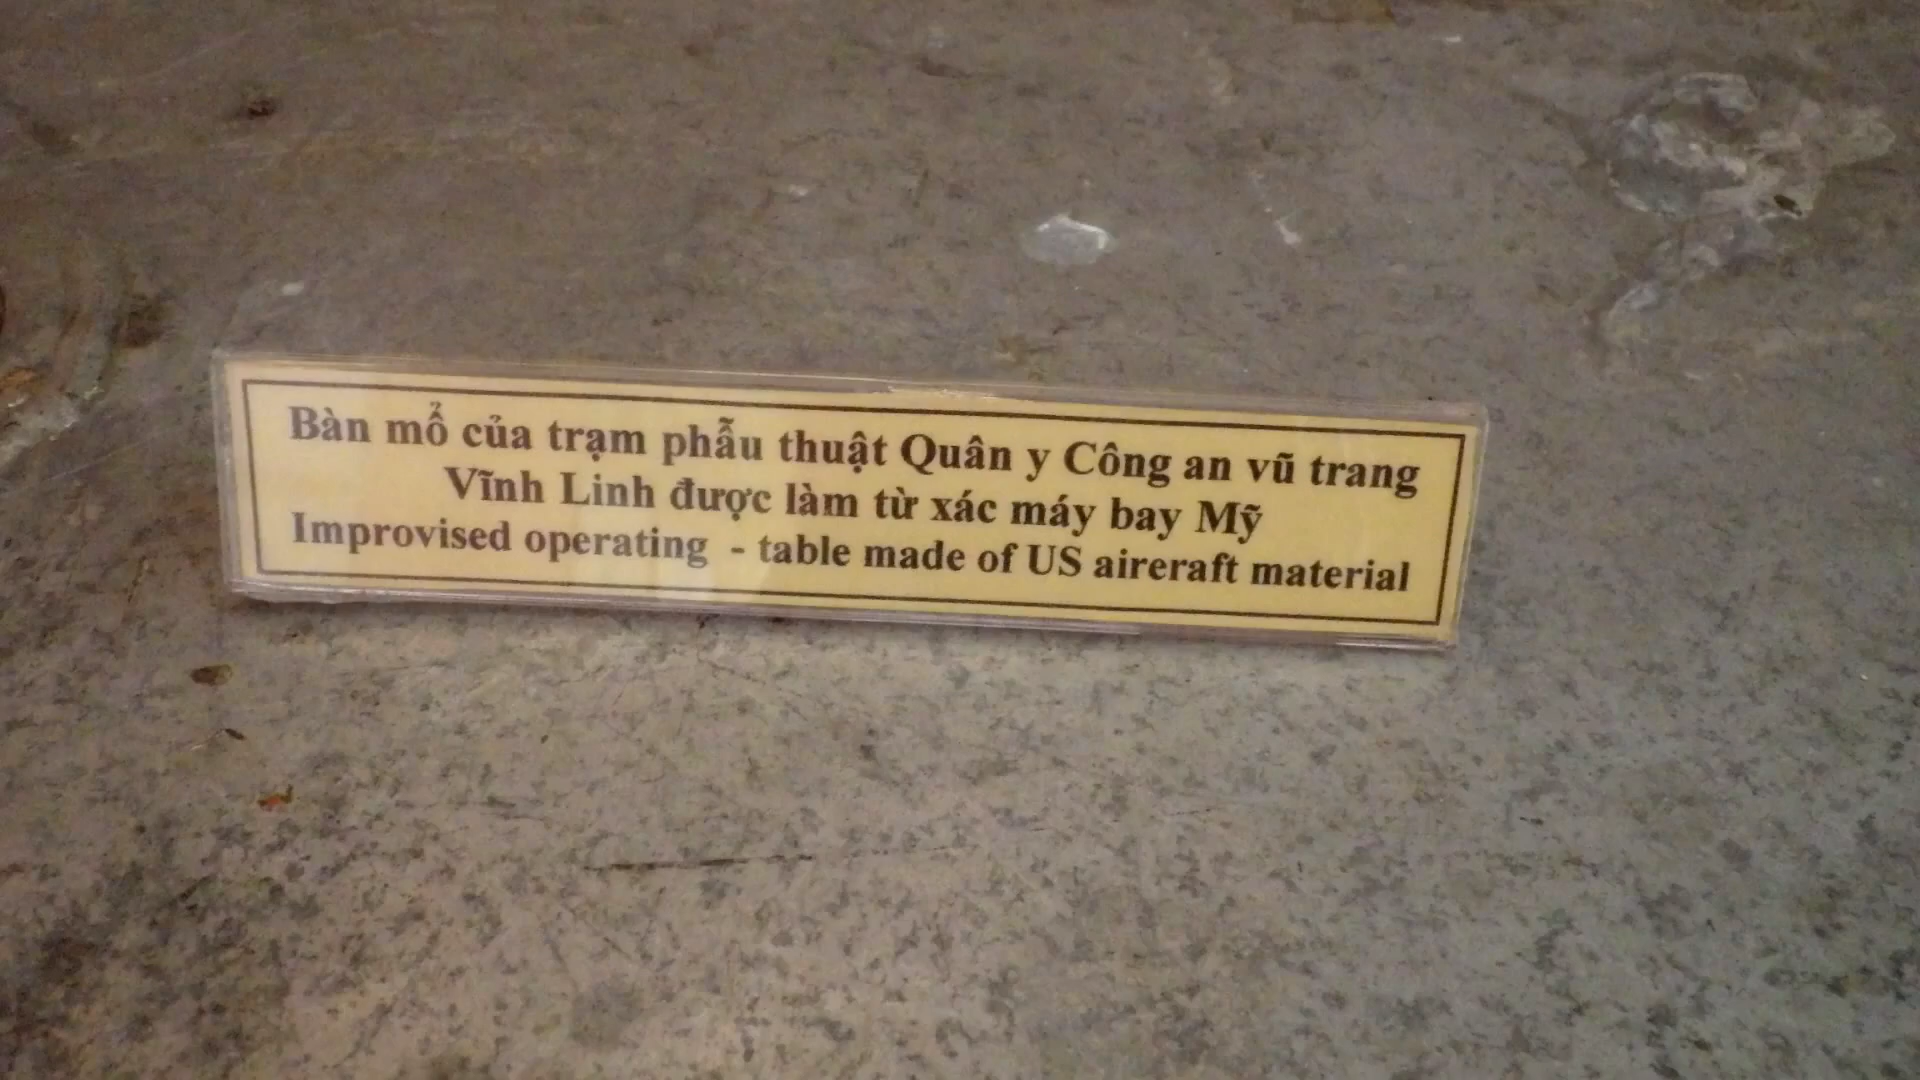 Bàn mổ của trạm phẫu thuật Quân y Công an vũ trang
Vĩnh Linh được làm từ xác máy bay Mỹ
Improvised operating - table made of US aireraft material